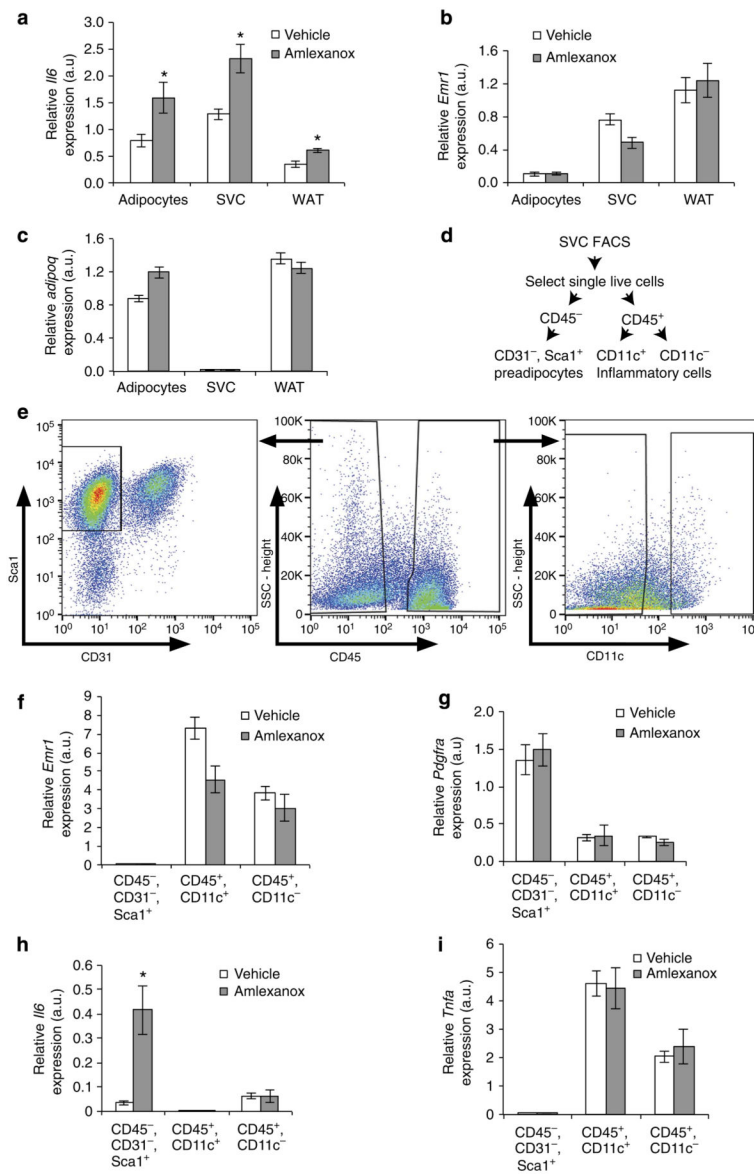 a
Relative Il6
expression (a.u)
3.0
2.5
2.0
1.5
1.0
0.5
0.0
Vehicle
Amlexanox
*
*
*
Adipocytes SVC WAT
b
Relative Emr1
expression (a.u.)
1.6
1.2
0.8
0.4
0.0
Vehicle
Amlexanox
Adipocytes SVC WAT
c
Relative adipoq
expression (a.u.)
1.6
1.2
0.8
0.4
0.0
Adipocytes SVC WAT
d
SVC FACS
Select single live cells
CD45⁻ CD45⁺
CD31⁻, Sca1⁺ CD11c⁺ CD11c⁻
preadipocytes Inflammatory cells
e
Sca1
10⁵
10⁴
10³
10²
10¹
10⁰
10⁰ 10¹ 10² 10³ 10⁴ 10⁵
CD31
SSC - height
100K
80K
60K
40K
20K
0
10⁰ 10¹ 10² 10³ 10⁴ 10⁵
CD45
SSC - height
100K
80k
60K
40K
20K
0
10⁰ 10¹ 10² 10³ 10⁴
CD11c
f
Relative Emr1
expression (a.u.)
9
8
7
6
5
4
3
2
1
0
Vehicle
Amlexanox
CD45⁻, CD45⁺, CD45⁺,
CD31⁻, CD11c⁺ CD11c⁻
Sca1⁺
g
Relative Pdgfra
expression (a.u)
2.0
1.5
1.0
0.5
0.0
Vehicle
Amlexanox
CD45⁻, CD45⁺, CD45⁺,
CD31⁻, CD11c⁺ CD11c⁻
Sca1⁺
h
Relative Il6
expression (a.u.)
0.6
0.5
0.4
0.3
0.2
0.1
0
Vehicle
Amlexanox
*
CD45⁻, CD45⁺, CD45⁺,
CD31⁻, CD11c⁺ CD11c⁻
Sca1⁺
i
Relative Tnfa
expression (a.u.)
6
5
4
3
2
1
0
Vehicle
Amlexanox
CD45⁻, CD45⁺, CD45⁺,
CD31⁻, CD11c⁺ CD11c⁻
Sca1⁺